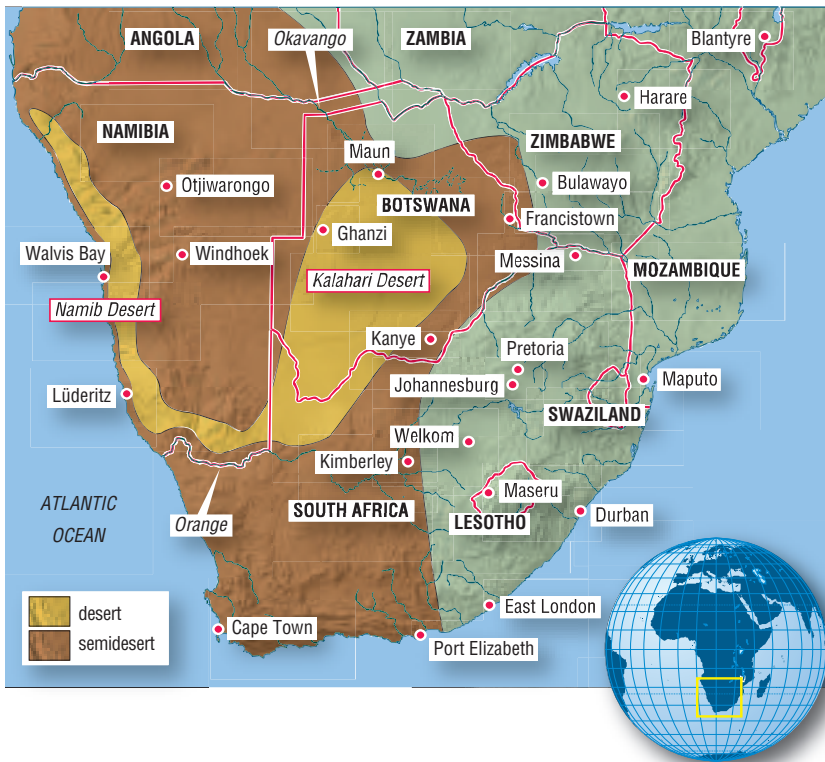 ANGOLA
Okavango
ZAMBIA
Blantyre
Harare
NAMIBIA
ZIMBABWE
Maun
Otjiwarongo
BOTSWANA
Bulawayo
Ghanzi
Francistown
Walvis Bay
Windhoek
Messina
MOZAMBIQUE
Kalahari Desert
Namib Desert
Kanye
Pretoria
Johannesburg
Maputo
Lüderitz
SWAZILAND
Welkom
Kimberley
Maseru
ATLANTIC
OCEAN
Orange
SOUTH AFRICA
LESOTHO
Durban
desert
semidesert
East London
Cape Town
Port Elizabeth